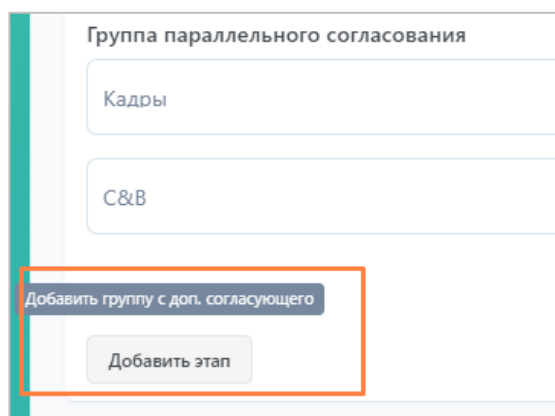 Группа параллельного согласования
Кадры
C&B
Добавить группу с доп. согласующего
Добавить этап